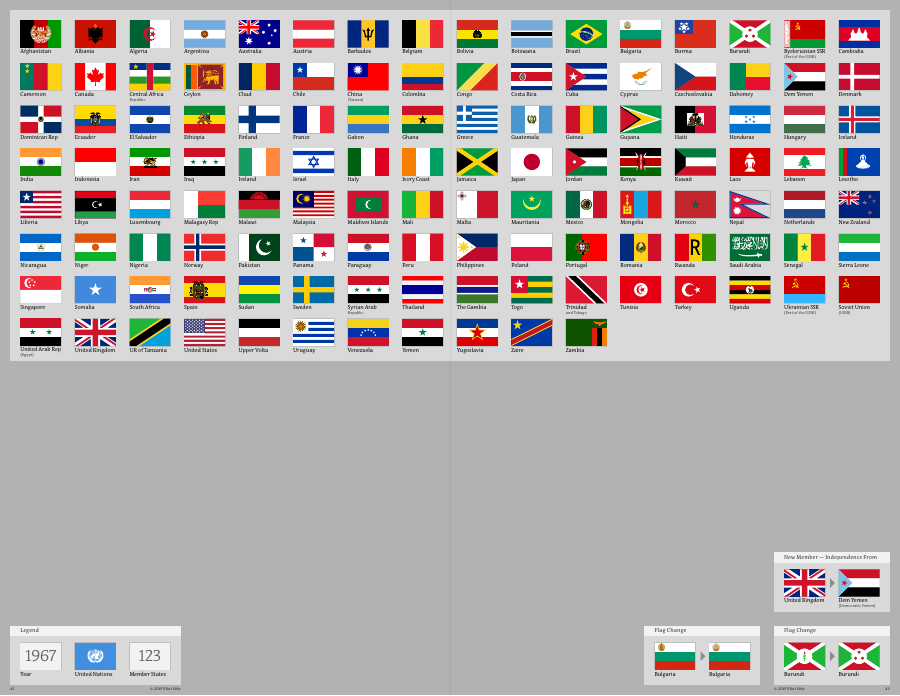 Afghanistan Albania Algeria Argentina Australia Austria Barbados Belgium Bolivia Botswana Brazil Bulgaria Burma Burundi Byelorussian SSR Cambodia
(Part of the USSR)
Cameroon Canada Central Africa Ceylon Chad Chile China Colombia Congo Costa Rica Cuba Cyprus Czechoslovakia Dahomey Dem Yemen Denmark
Republic (Taiwan)
Dominican Rep Ecuador El Salvador Ethiopia Finland France Gabon Ghana Greece Guatemala Guinea Guyana Haiti Honduras Hungary Iceland
India Indonesia Iran Iraq Ireland Israel Italy Ivory Coast Jamaica Japan Jordan Kenya Kuwait Laos Lebanon Lesotho
Liberia Libya Luxembourg Malagasy Rep Malawi Malaysia Maldives Islands Mali Malta Mauritania Mexico Mongolia Morocco Nepal Netherlands New Zealand
Nicaragua Niger Nigeria Norway Pakistan Panama Paraguay Peru Philippines Poland Portugal Romania Rwanda Saudi Arabia Senegal Sierra Leone
Singapore Somalia South Africa Spain Sudan Sweden Syrian Arab Thailand The Gambia Togo Trinidad Tunisia Turkey Uganda Ukrainian SSR Soviet Union
Republic and Tobago (Part of the USSR) (USSR)
United Arab Rep United Kingdom UR of Tanzania United States Upper Volta Uruguay Venezuela Yemen Yugoslavia Zaire Zambia
(Egypt)
R
New Member — Independence From
United Kingdom Dem Yemen
(Democratic Yemen)
Legend
1967 123
Year United Nations Member States
Flag Change
Bulgaria Bulgaria
Flag Change
Burundi Burundi
42
43